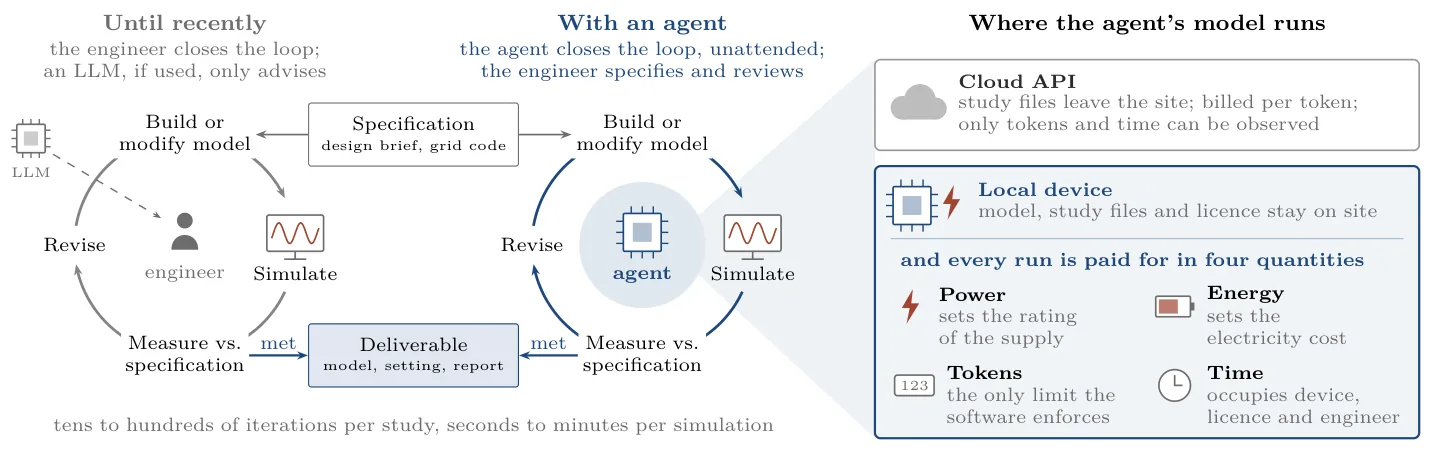 Until recently
the engineer closes the loop;
an LLM, if used, only advises
LLM
Build or
modify model
Revise
engineer
Simulate
Measure vs.
specification
met
Specification
design brief, grid code
Deliverable
model, setting, report
With an agent
the agent closes the loop, unattended;
the engineer specifies and reviews
Build or
modify model
Revise
agent
Simulate
met
Measure vs.
specification
tens to hundreds of iterations per study, seconds to minutes per simulation
Where the agent's model runs
Cloud API
study files leave the site; billed per token;
only tokens and time can be observed
Local device
model, study files and licence stay on site
and every run is paid for in four quantities
Power
sets the rating
of the supply
Energy
sets the
electricity cost
123
Tokens
the only limit the
software enforces
Time
occupies device,
licence and engineer